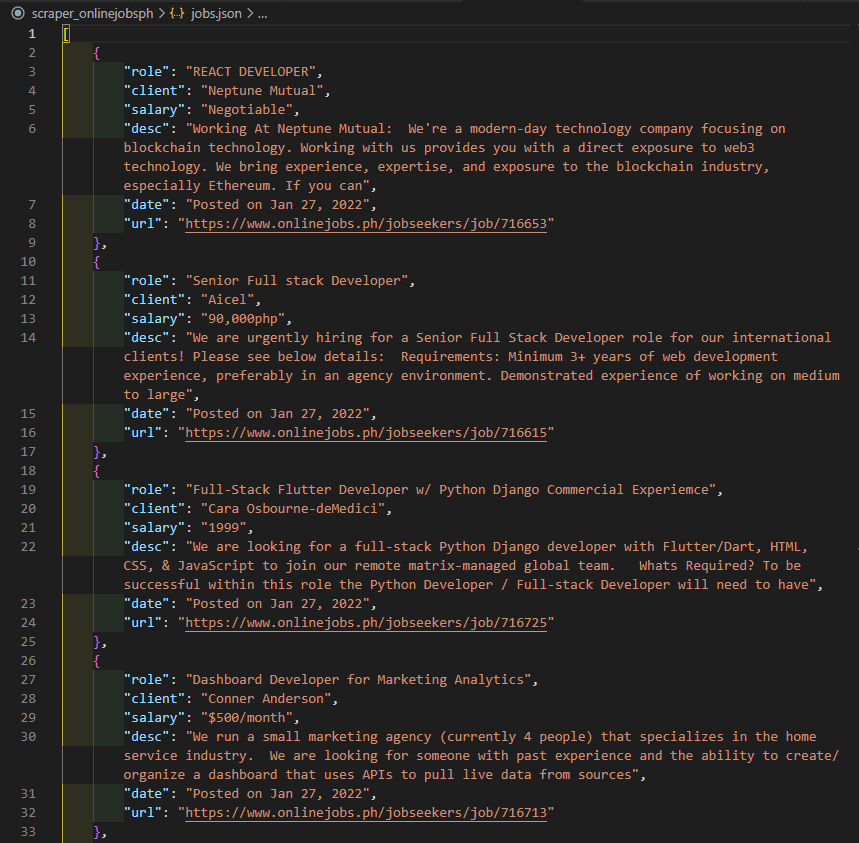 scraper_onlinejobsph > {··} jobs.json > ...
1 [
2 {
3 "role": "REACT DEVELOPER",
4 "client": "Neptune Mutual",
5 "salary": "Negotiable",
6 "desc": "Working At Neptune Mutual:  We're a modern-day technology company focusing on
blockchain technology. Working with us provides you with a direct exposure to web3
technology. We bring experience, expertise, and exposure to the blockchain industry,
especially Ethereum. If you can",
7 "date": "Posted on Jan 27, 2022",
8 "url": "https://www.onlinejobs.ph/jobseekers/job/716653"
9 },
10 {
11 "role": "Senior Full stack Developer",
12 "client": "Aicel",
13 "salary": "90,000php",
14 "desc": "We are urgently hiring for a Senior Full Stack Developer role for our international
clients! Please see below details:  Requirements: Minimum 3+ years of web development
experience, preferably in an agency environment. Demonstrated experience of working on medium
to large",
15 "date": "Posted on Jan 27, 2022",
16 "url": "https://www.onlinejobs.ph/jobseekers/job/716615"
17 },
18 {
19 "role": "Full-Stack Flutter Developer w/ Python Django Commercial Experiemce",
20 "client": "Cara Osbourne-deMedici",
21 "salary": "1999",
22 "desc": "We are looking for a full-stack Python Django developer with Flutter/Dart, HTML,
CSS, & JavaScript to join our remote matrix-managed global team.   Whats Required? To be
successful within this role the Python Developer / Full-stack Developer will need to have",
23 "date": "Posted on Jan 27, 2022",
24 "url": "https://www.onlinejobs.ph/jobseekers/job/716725"
25 },
26 {
27 "role": "Dashboard Developer for Marketing Analytics",
28 "client": "Conner Anderson",
29 "salary": "$500/month",
30 "desc": "We run a small marketing agency (currently 4 people) that specializes in the home
service industry.  We are looking for someone with past experience and the ability to create/
organize a dashboard that uses APIs to pull live data from sources",
31 "date": "Posted on Jan 27, 2022",
32 "url": "https://www.onlinejobs.ph/jobseekers/job/716713"
33 },